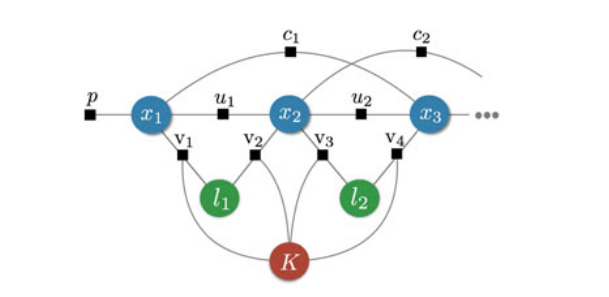 c₁ c₂
p x₁ u₁ x₂ u₂ x₃ •••
v₁ v₂ v₃ v₄
l₁ l₂
K